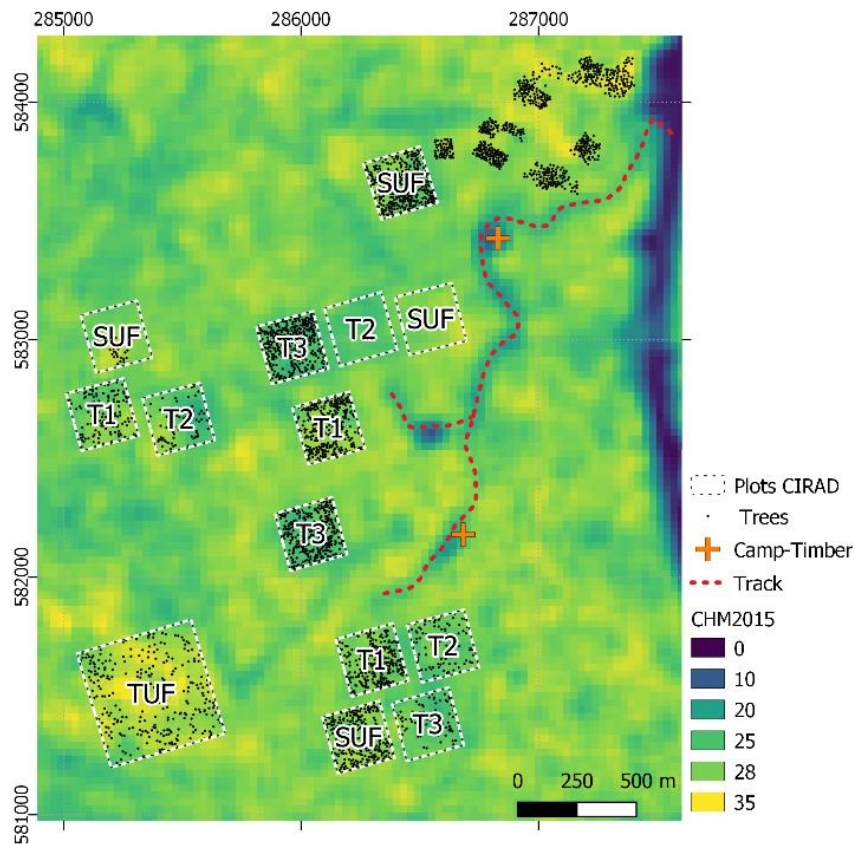 285000 286000 287000
584000
583000
582000
581000
SUF
SUF
T3 T2 SUF
T1 T2
T1
T3
T1 T2
TUF
SUF T3
0 250 500 m
Plots CIRAD
Trees
Camp-Timber
Track
CHM2015
0
10
20
25
28
35